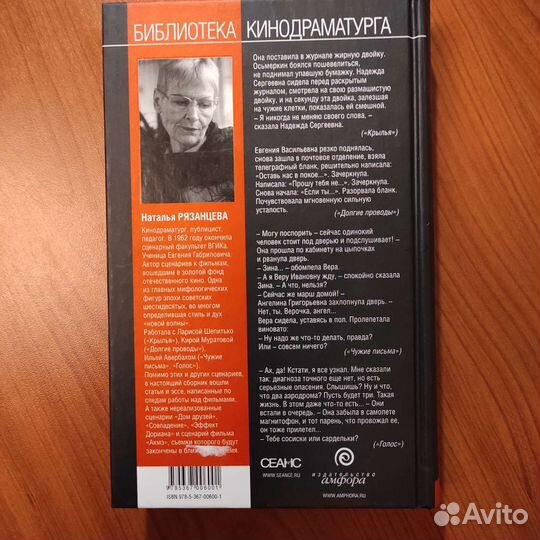 БИБЛИОТЕКА КИНОДРАМАТУРГА
Наталья РЯЗАНЦЕВА
Кинодраматург, публицист,
педагог. В 1962 году окончила
сценарный факультет ВГИКа.
Ученица Евгения Габриловича.
Автор сценариев к фильмам,
вошедшим в золотой фонд
отечественного кино. Одна
из главных мифологических
фигур эпохи советских
шестидесятых, во многом
определившая стиль и дух
«новой волны».
Работала с Ларисой Шепитько
(«Крылья»), Кирой Муратовой
(«Долгие проводы»),
Ильей Авербахом («Чужие
письма», «Голос»).
Помимо этих и других сценариев,
в настоящий сборник вошли
статьи и эссе, написанные по
следам работы над фильмами.
А также нереализованные
сценарии «Дом друзей»,
«Совпадение», «Эффект
Дориана» и сценарий фильма
«Ахмэ», съемки которого будут
закончены в
9 785367 006001
ISBN 978-5-367-00600-1
Она поставила в журнале жирную двойку.
Осьмеркин боялся пошевелиться,
не поднимал упавшую бумажку. Надежда
Сергеевна сидела перед раскрытым
журналом, смотрела на свою размашистую
двойку, и на секунду эта двойка, залезшая
на чужие клетки, показалась ей смешной.
– Я никогда не меняю своего слова, –
сказала Надежда Сергеевна.
(«Крылья»)
Евгения Васильевна резко поднялась,
снова зашла в почтовое отделение, взяла
телеграфный бланк, решительно написала:
«Оставь нас в покое...». Зачеркнула.
Написала: «Прошу тебя не...». Зачеркнула.
Снова начала: «Если ты...». Разорвала бланк.
Почувствовала мгновенную сильную
усталость.
(«Долгие проводы»)
– Могу поспорить – сейчас одинокий
человек стоит под дверью и подслушивает! –
Она прошла по кабинету на цыпочках
и рванула дверь.
– Зина... – обомлела Вера.
– А я Веру Ивановну жду, – спокойно сказала
Зина. – А что, нельзя?
– Сейчас же марш домой! –
Ангелина Григорьевна захлопнула дверь. –
Нет, ты, Верочка, ангел...
Вера сидела, уставясь в пол. Пролепетала
виновато:
– Ну надо же что-то делать, правда?
Или – совсем ничего?
(«Чужие письма»)
– Ах, да! Кстати, я все узнал. Мне сказали
так: диагноза точного еще нет, но есть
серьезные опасения. Слышишь? Ну и что,
что два аэродрома? Пусть будет три. Такая
жизнь. В этом даже что-то есть... – Они
встали в очередь. – Она забыла в самолете
магнитофон, и тот парень, что провожал ее,
он тоже прилетел...
– Тебе сосиски или сардельки?
(«Голос»)
СЕАНС
WWW.SEANCE.RU
издательство
амфора
WWW.AMPHORA.RU
Avito